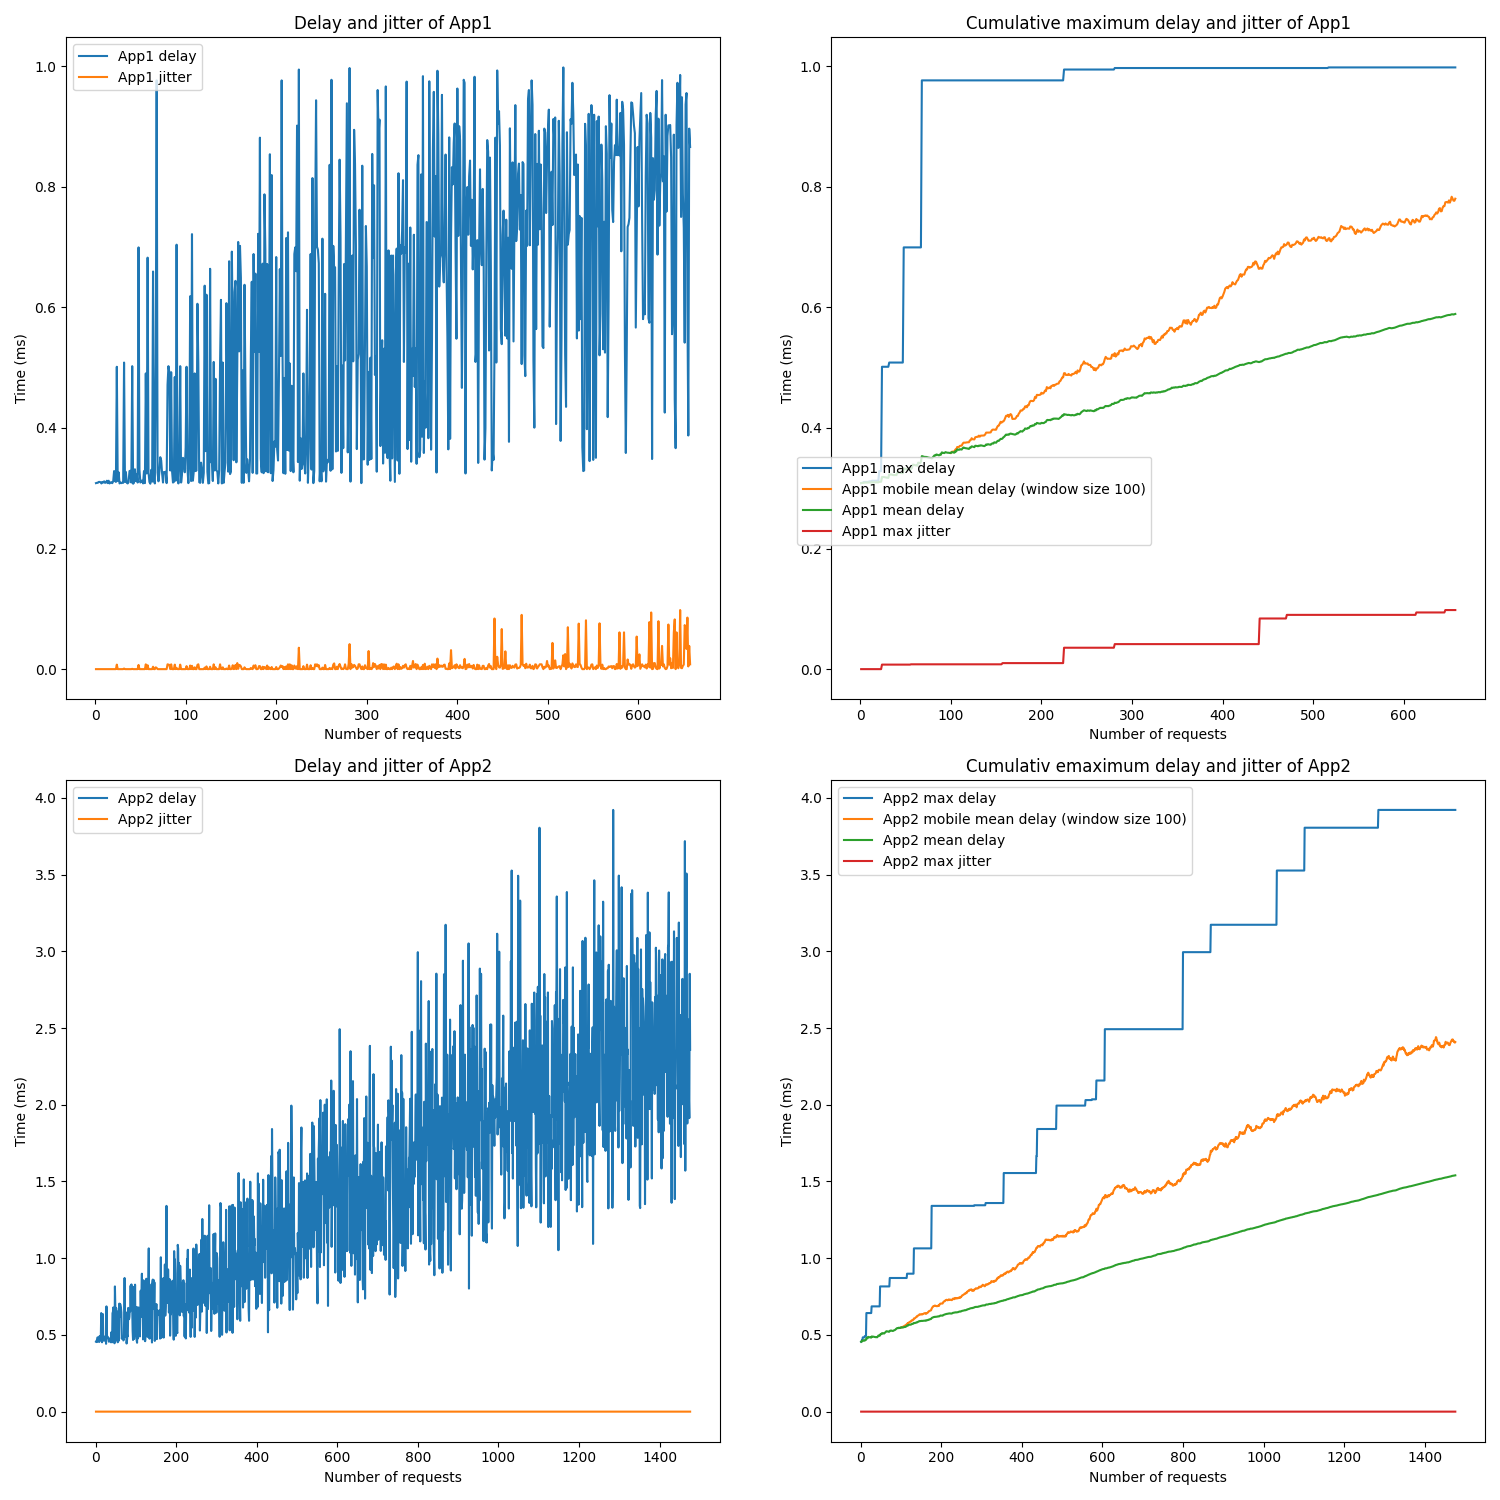 Delay and jitter of App1
App1 delay
App1 jitter
1.0
0.8
0.6
0.4
0.2
0.0
Time (ms)
0 100 200 300 400 500 600
Number of requests
Cumulative maximum delay and jitter of App1
1.0
0.8
0.6
0.4
0.2
0.0
Time (ms)
App1 max delay
App1 mobile mean delay (window size 100)
App1 mean delay
App1 max jitter
0 100 200 300 400 500 600
Number of requests
Delay and jitter of App2
App2 delay
App2 jitter
4.0
3.5
3.0
2.5
2.0
1.5
1.0
0.5
0.0
Time (ms)
0 200 400 600 800 1000 1200 1400
Number of requests
Cumulativ emaximum delay and jitter of App2
App2 max delay
App2 mobile mean delay (window size 100)
App2 mean delay
App2 max jitter
4.0
3.5
3.0
2.5
2.0
1.5
1.0
0.5
0.0
Time (ms)
0 200 400 600 800 1000 1200 1400
Number of requests